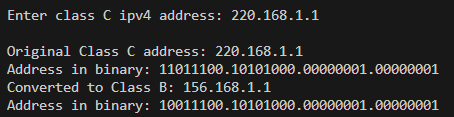 Enter class C ipv4 address: 220.168.1.1
Original Class C address: 220.168.1.1
Address in binary: 11011100.10101000.00000001.00000001
Converted to Class B: 156.168.1.1
Address in binary: 10011100.10101000.00000001.00000001